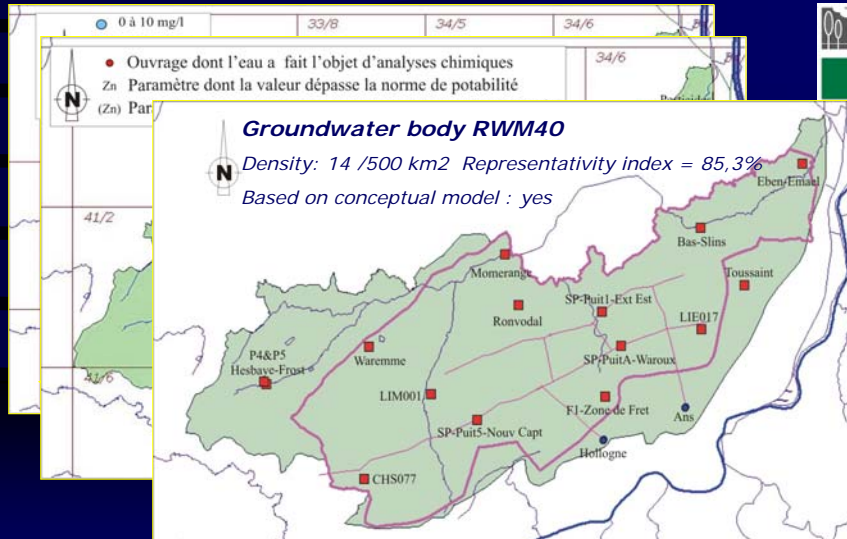 0 à 10 mg/l
33/8
34/5
34/6
Ouvrage dont l'eau a fait l'objet d'analyses chimiques
34/6
Zn Paramètre dont la valeur dépasse la norme de potabilité
N
(Zn) Par
Groundwater body RWM40
Density: 14 /500 km2 Representativity index = 85,3%
N
Based on conceptual model : yes
Eben-Emael
41/2
Bas-Slins
Momerange
Toussaint
SP-Puit1-Ext Est
Ronvodal
LIE017
P4&P5
Hesbaye-Frost
Waremme
SP-PuitA-Waroux
41/6
LIM001
F1-Zone de Fret
Ans
SP-Puit5-Nouv Capt
Hollogne
CHS077